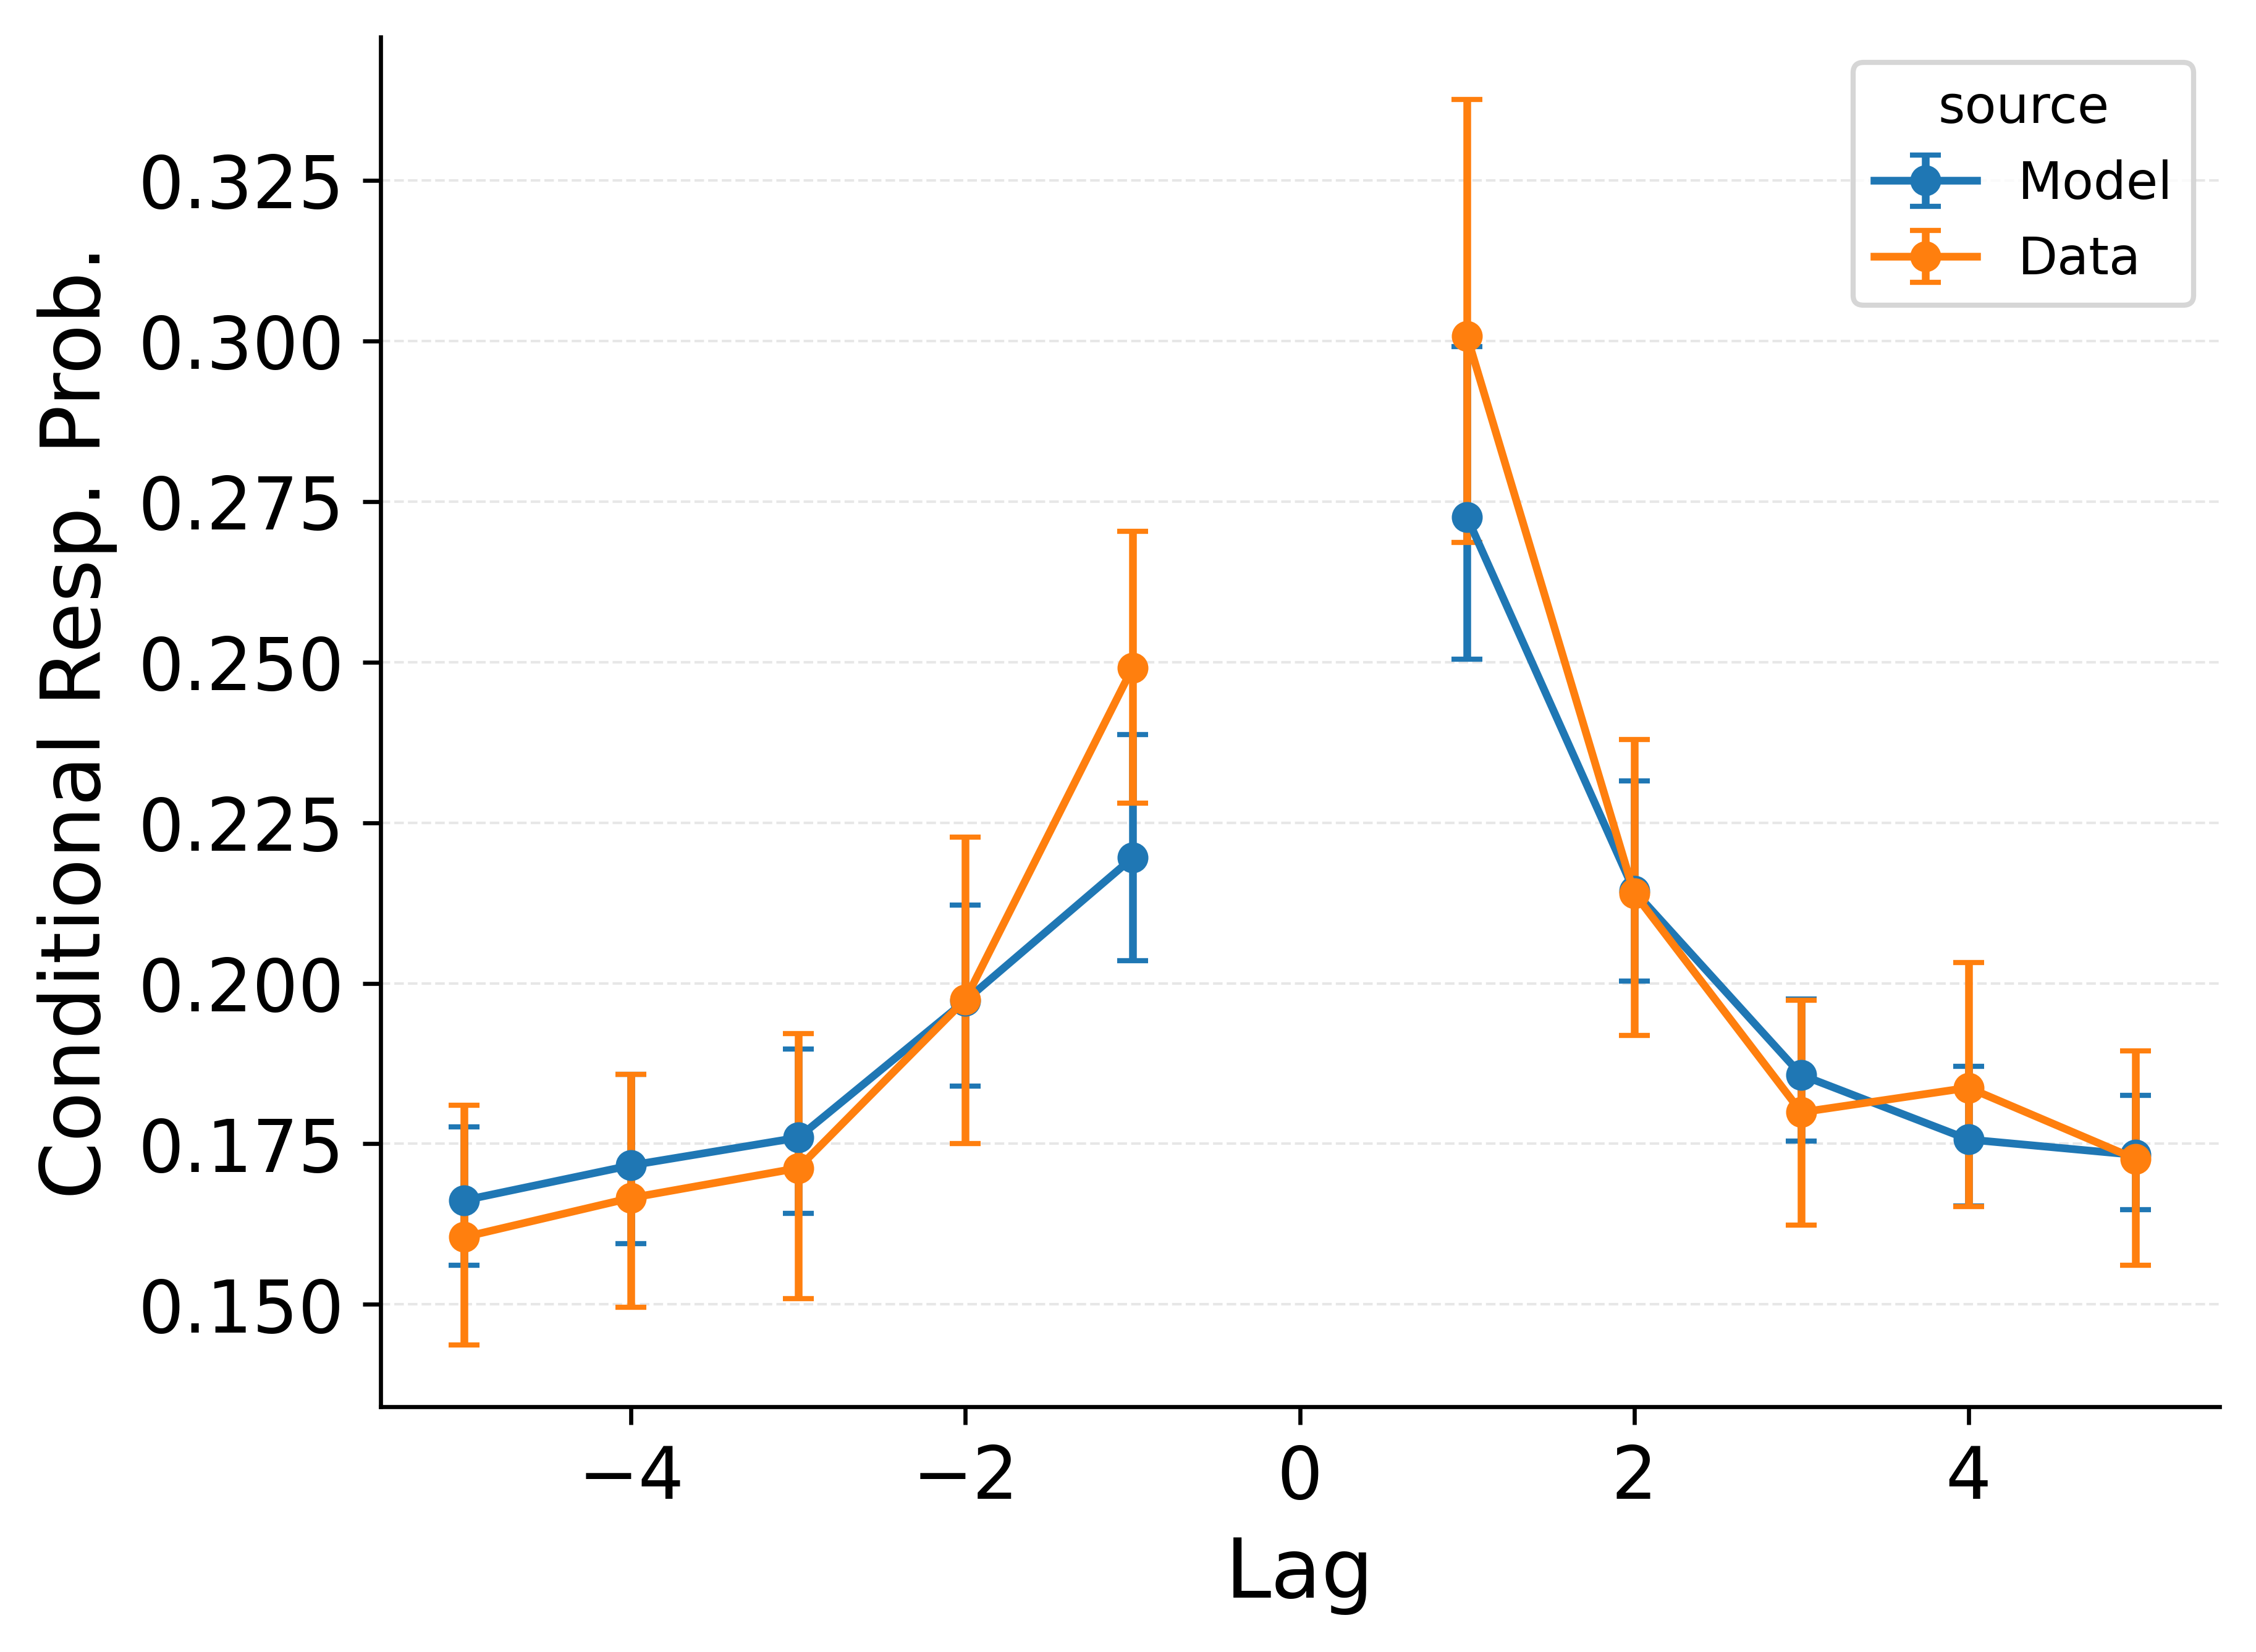 source
Model
Data
Conditional Resp. Prob.
0.325
0.300
0.275
0.250
0.225
0.200
0.175
0.150
−4 −2 0 2 4
Lag